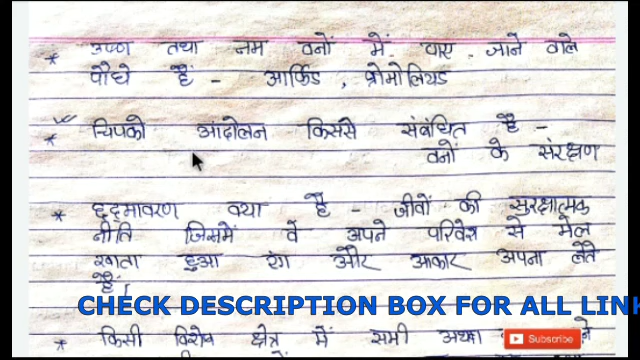 * उष्ण तथा नम वनों में पाए जाने वाले
पौधे हैं - आर्किड, ब्रोमोलियड
* चिपको आंदोलन किससे संबंधित है -
वनों के संरक्षण
* छद्मावरण क्या है - जीवों की सुरक्षात्मक
नीति जिसमें वें अपने परिवेश से मेल
खाता हुआ रंग और आकार अपना लेते
हैं।
CHECK DESCRIPTION BOX FOR ALL LINK
* किसी विशेष क्षेत्र में सभी अथवा
Subscribe